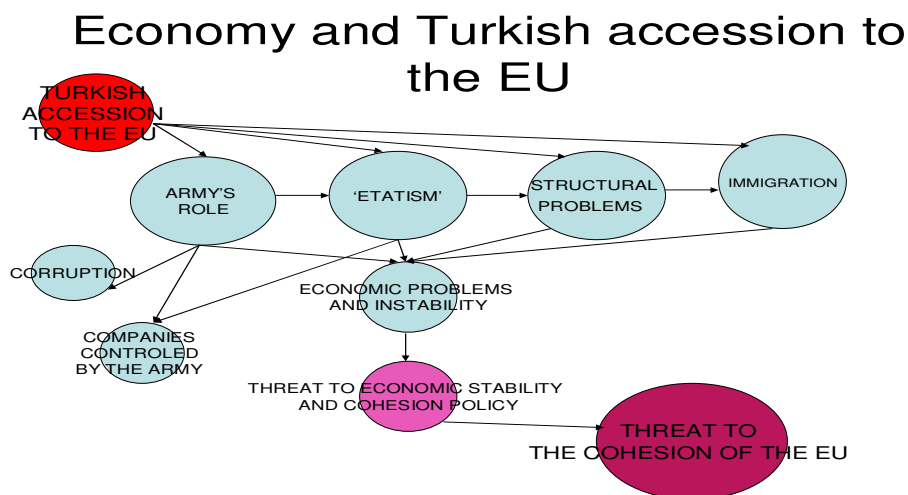 Economy and Turkish accession to
the EU
TURKISH
ACCESSION
TO THE EU
ARMY'S
ROLE
‘ETATISM’
STRUCTURAL
PROBLEMS
IMMIGRATION
CORRUPTION
ECONOMIC PROBLEMS
AND INSTABILITY
COMPANIES
CONTROLED
BY THE ARMY
THREAT TO ECONOMIC STABILITY
AND COHESION POLICY
THREAT TO
THE COHESION OF THE EU